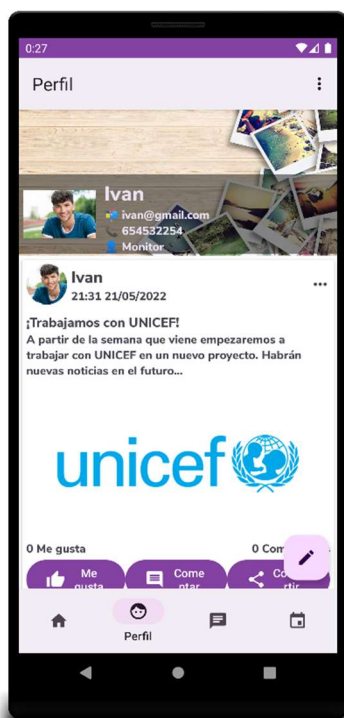 0:27
Perfil
Ivan
ivan@gmail.com
654532254
Monitor
Ivan
21:31 21/05/2022
¡Trabajamos con UNICEF!
A partir de la semana que viene empezaremos a
trabajar con UNICEF en un nuevo proyecto. Habrán
nuevas noticias en el futuro...
unicef
0 Me gusta
0 Com
Me
gusta
Come
ntar
Co
rtir
Perfil